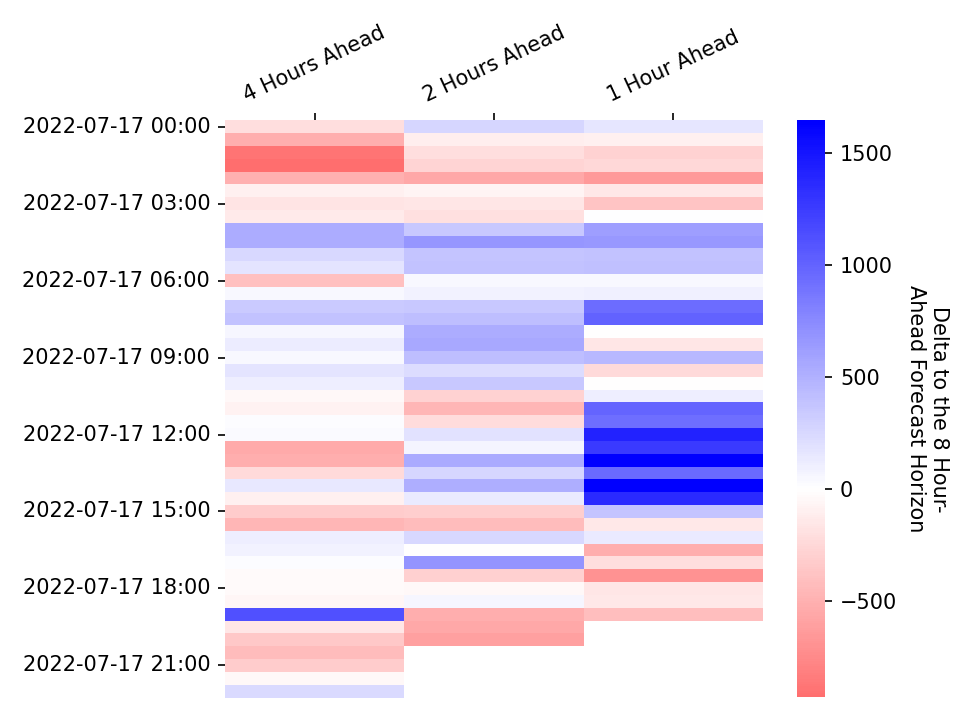 4 Hours Ahead
2 Hours Ahead
1 Hour Ahead
2022-07-17 00:00
2022-07-17 03:00
2022-07-17 06:00
2022-07-17 09:00
2022-07-17 12:00
2022-07-17 15:00
2022-07-17 18:00
2022-07-17 21:00
1500
1000
500
0
−500
Delta to the 8 Hour-
Ahead Forecast Horizon